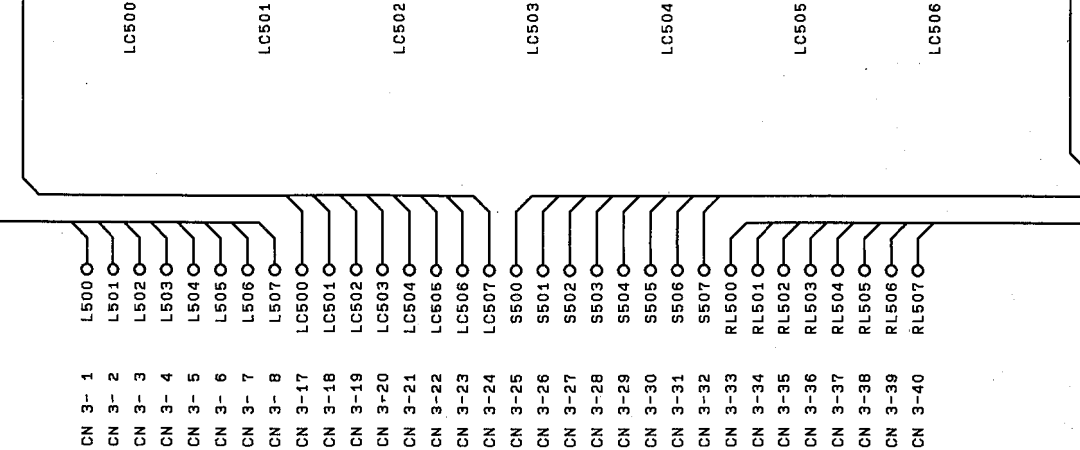 LC500
LC501
LC502
LC503
LC504
LC505
LC506
L500
L501
L502
L503
L504
L505
L506
L507
LC500
LC501
LC502
LC503
LC504
LC505
LC506
LC507
S500
S501
S502
S503
S504
S505
S506
S507
RL500
RL501
RL502
RL503
RL504
RL505
RL506
RL507
CN 3- 1
CN 3- 2
CN 3- 3
CN 3- 4
CN 3- 5
CN 3- 6
CN 3- 7
CN 3- 8
CN 3-17
CN 3-18
CN 3-19
CN 3-20
CN 3-21
CN 3-22
CN 3-23
CN 3-24
CN 3-25
CN 3-26
CN 3-27
CN 3-28
CN 3-29
CN 3-30
CN 3-31
CN 3-32
CN 3-33
CN 3-34
CN 3-35
CN 3-36
CN 3-37
CN 3-38
CN 3-39
CN 3-40